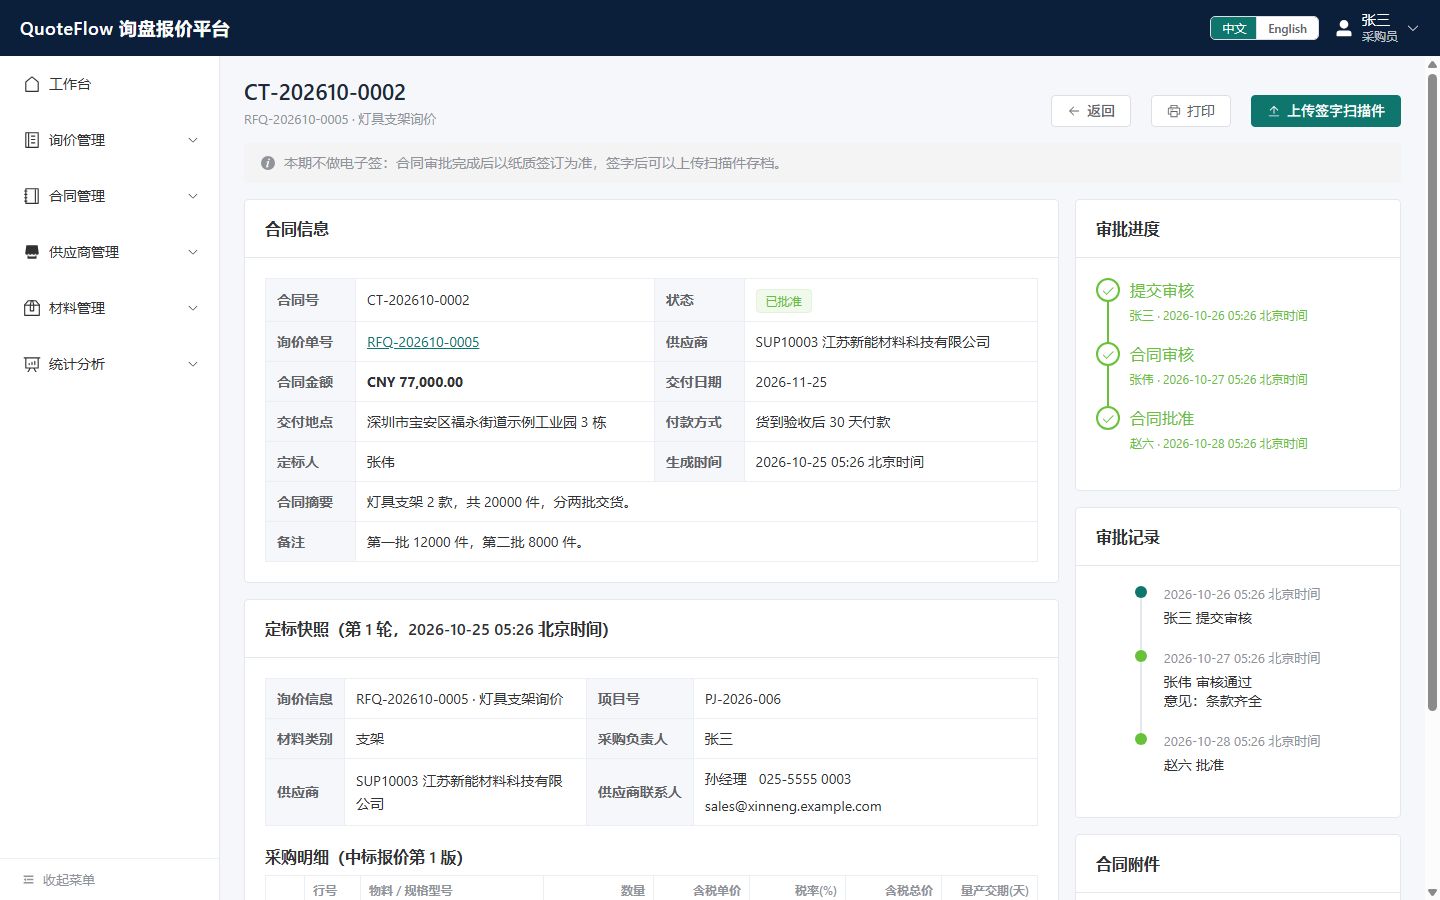 QuoteFlow 询盘报价平台
中文 English
张三
采购员
工作台
询价管理
合同管理
供应商管理
材料管理
统计分析
收起菜单
CT-202610-0002
RFQ-202610-0005 · 灯具支架询价
返回
打印
上传签字扫描件
本期不做电子签：合同审批完成后以纸质签订为准，签字后可以上传扫描件存档。
合同信息
合同号 CT-202610-0002 状态 已批准
询价单号 RFQ-202610-0005 供应商 SUP10003 江苏新能材料科技有限公司
合同金额 CNY 77,000.00 交付日期 2026-11-25
交付地点 深圳市宝安区福永街道示例工业园 3 栋 付款方式 货到验收后 30 天付款
定标人 张伟 生成时间 2026-10-25 05:26 北京时间
合同摘要 灯具支架 2 款，共 20000 件，分两批交货。
备注 第一批 12000 件，第二批 8000 件。
定标快照（第 1 轮，2026-10-25 05:26 北京时间）
询价信息 RFQ-202610-0005 · 灯具支架询价 项目号 PJ-2026-006
材料类别 支架 采购负责人 张三
供应商 SUP10003 江苏新能材料科技有限
公司
供应商联系人 孙经理 025-5555 0003
sales@xinneng.example.com
采购明细（中标报价第 1 版）
行号 物料 / 规格型号 数量 含税单价 税率(%) 含税总价 量产交期(天)
审批进度
提交审核
张三 · 2026-10-26 05:26 北京时间
合同审核
张伟 · 2026-10-27 05:26 北京时间
合同批准
赵六 · 2026-10-28 05:26 北京时间
审批记录
2026-10-26 05:26 北京时间
张三 提交审核
2026-10-27 05:26 北京时间
张伟 审核通过
意见：条款齐全
2026-10-28 05:26 北京时间
赵六 批准
合同附件